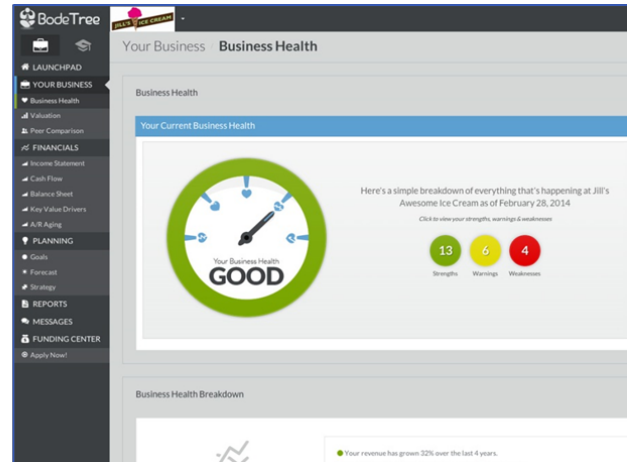 BodeTree
JILL'S ICE CREAM
Your Business Business Health
LAUNCHPAD
YOUR BUSINESS
Business Health
Valuation
Peer Comparison
FINANCIALS
Income Statement
Cash Flow
Balance Sheet
Key Value Drivers
A/R Aging
PLANNING
Goals
Forecast
Strategy
REPORTS
MESSAGES
FUNDING CENTER
Apply Now!
Business Health
Your Current Business Health
Your Business Health
GOOD
Here's a simple breakdown of everything that's happening at Jill's
Awesome Ice Cream as of February 28, 2014
Click to view your strengths, warnings & weaknesses
13 6 4
Strengths Warnings Weaknesses
Business Health Breakdown
Your revenue has grown 32% over the last 4 years.